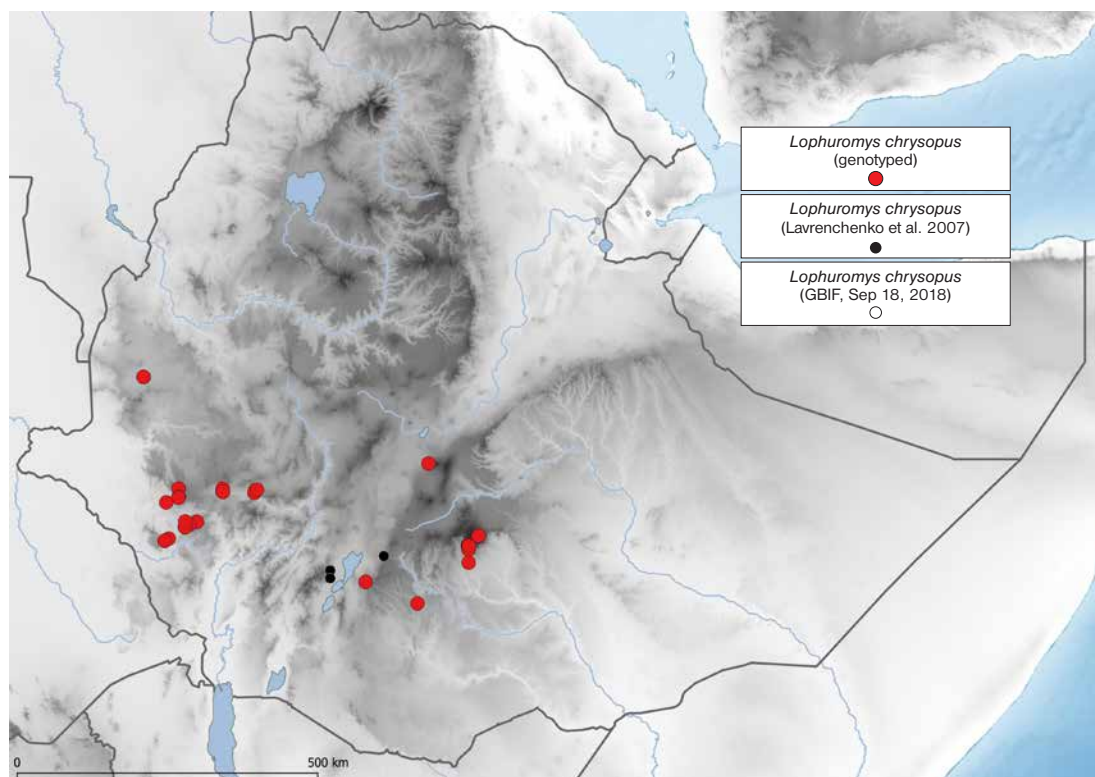 Lophuromys chrysopus
(genotyped)
Lophuromys chrysopus
(Lavrenchenko et al. 2007)
Lophuromys chrysopus
(GBIF, Sep 18, 2018)
0
500 km